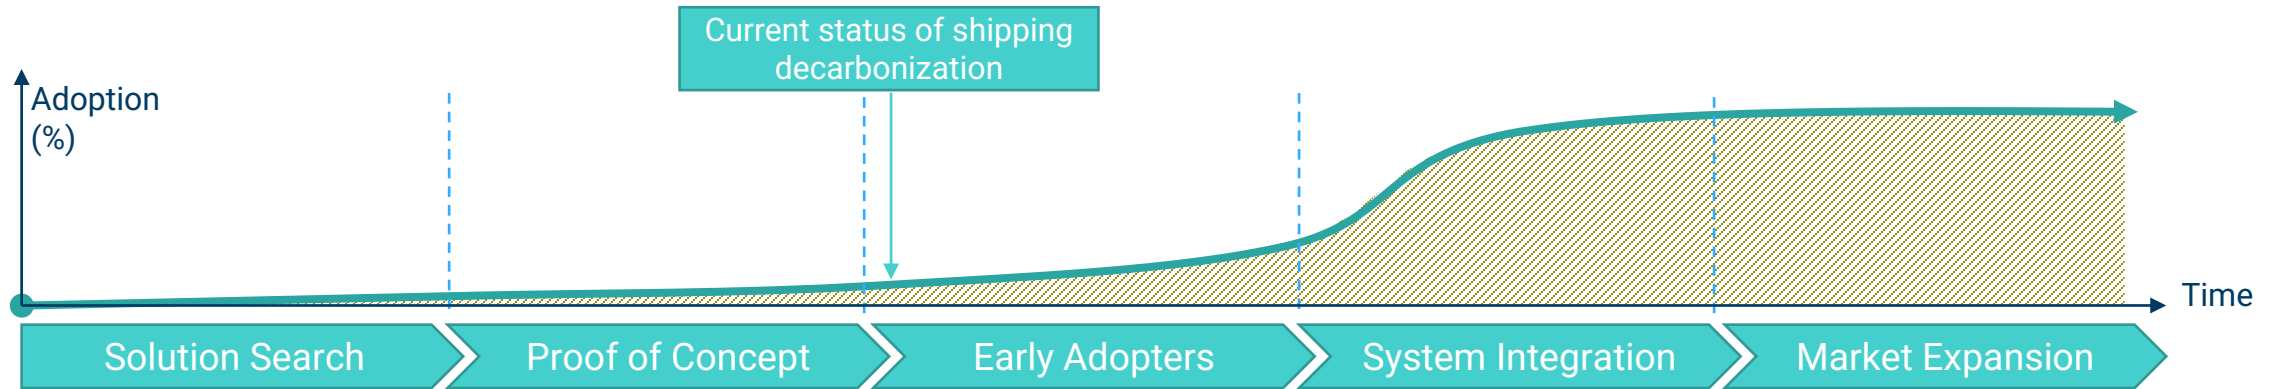 Current status of shipping
decarbonization
Adoption
(%)
Time
Solution Search
Proof of Concept
Early Adopters
System Integration
Market Expansion